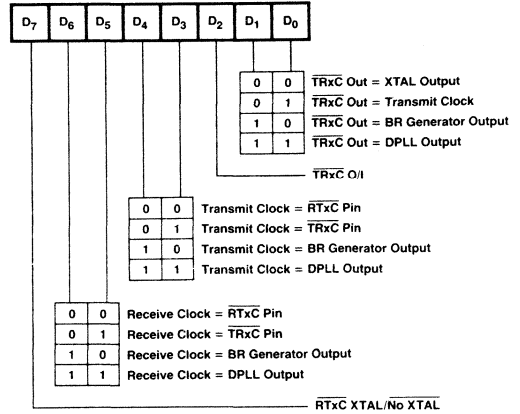 D7 D6 D5 D4 D3 D2 D1 D0
0 0 TRxC Out = XTAL Output
0 1 TRxC Out = Transmit Clock
1 0 TRxC Out = BR Generator Output
1 1 TRxC Out = DPLL Output
TRxC O/I
0 0 Transmit Clock = RTxC Pin
0 1 Transmit Clock = TRxC Pin
1 0 Transmit Clock = BR Generator Output
1 1 Transmit Clock = DPLL Output
0 0 Receive Clock = RTxC Pin
0 1 Receive Clock = TRxC Pin
1 0 Receive Clock = BR Generator Output
1 1 Receive Clock = DPLL Output
RTxC XTAL/No XTAL